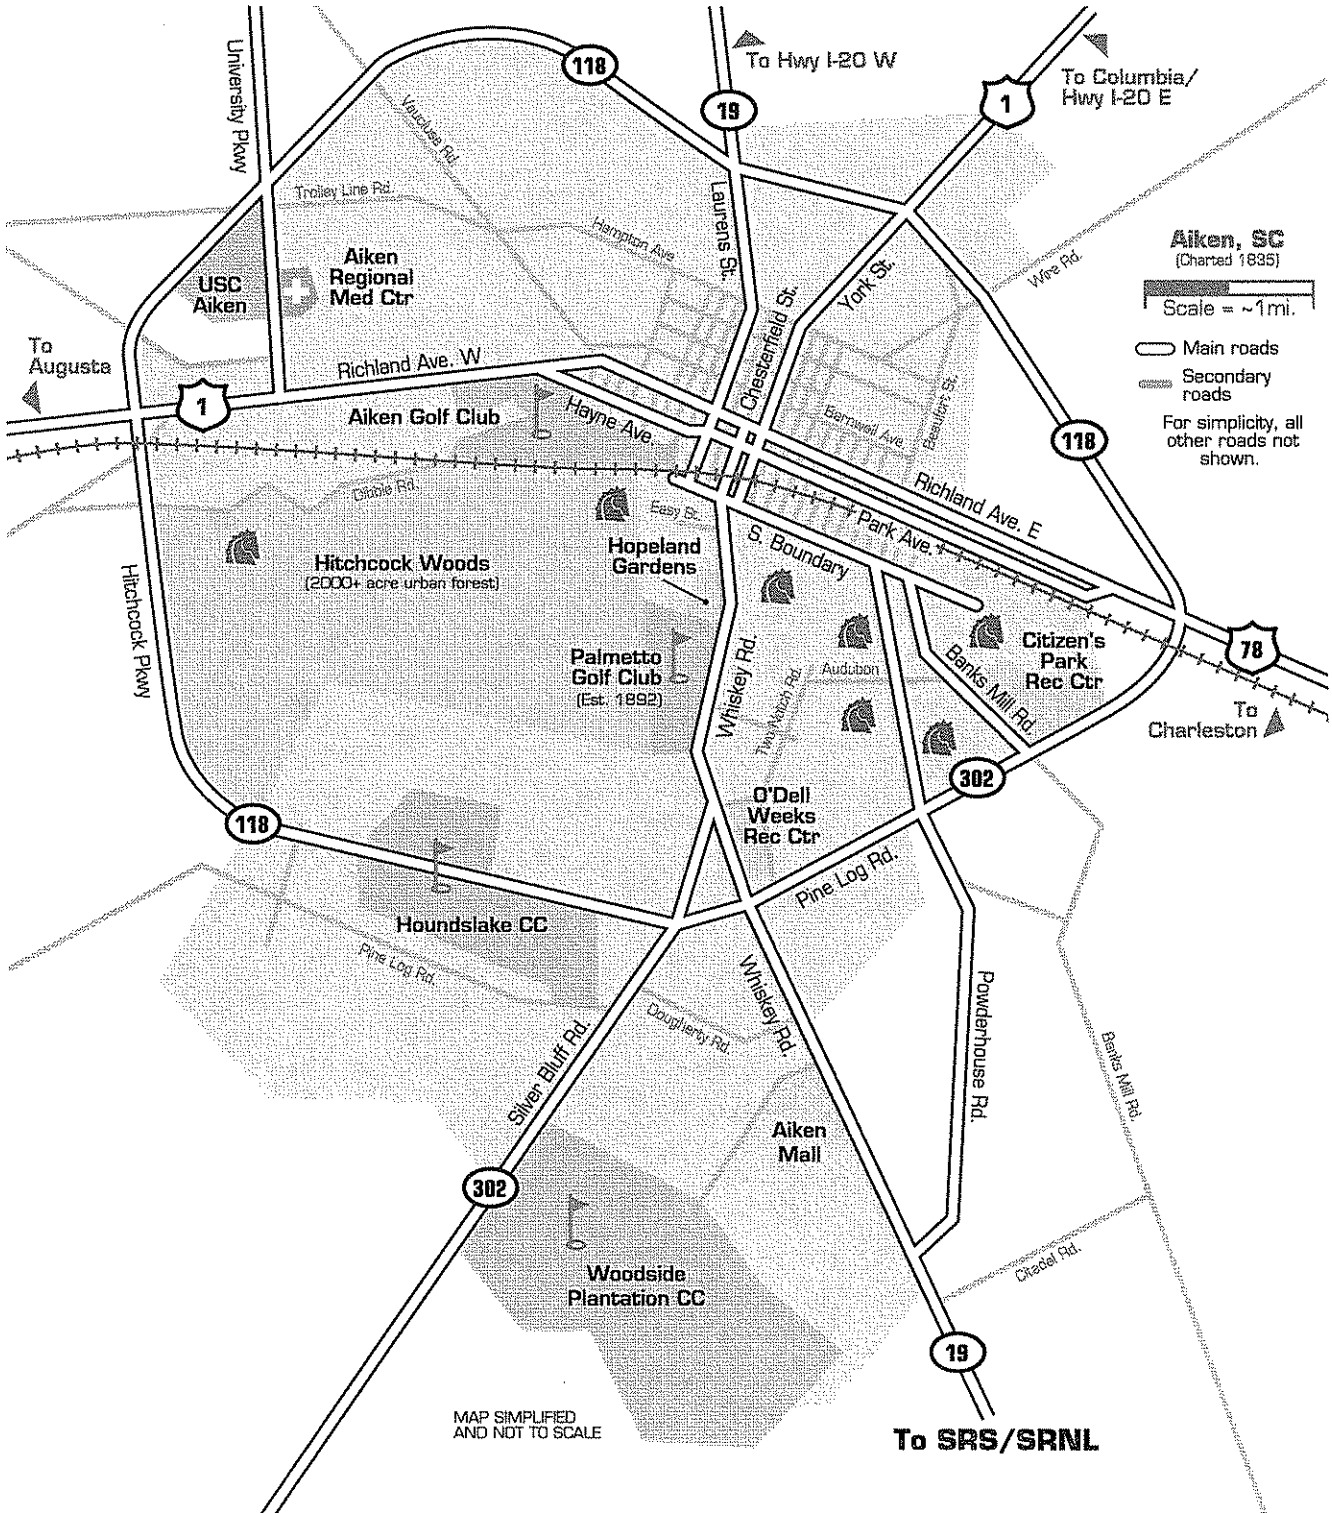 118
To Hwy I-20 W
To Columbia/
Hwy I-20 E
19
1
University Pkwy
Vaucluse Rd.
Trolley Line Rd.
Hampton Ave
Laurens St.
Chesterfield St.
York St.
Wire Rd.
Aiken, SC
(Charted 1835)
Scale = ~1mi.
Main roads
Secondary
roads
For simplicity, all
other roads not
shown.
USC
Aiken
Aiken
Regional
Med Ctr
To
Augusta
1
Richland Ave. W
Aiken Golf Club
Hayne Ave
Barnwell Ave.
Beaufort St.
118
Dibble Rd.
Easy St.
Richland Ave. E
Park Ave.
S. Boundary
Hitchcock Woods
(2000+ acre urban forest)
Hopeland
Gardens
Hitchcock Pkwy
Palmetto
Golf Club
(Est. 1892)
Whiskey Rd.
Two Notch Rd.
Audubon
Banks Mill Rd.
Citizen's
Park
Rec Ctr
78
To
Charleston
302
O'Dell
Weeks
Rec Ctr
118
Pine Log Rd.
Houndslake CC
Pine Log Rd.
Whiskey Rd.
Dougherty Rd.
Silver Bluff Rd.
Powderhouse Rd.
Banks Mill Rd.
Aiken
Mall
302
Woodside
Plantation CC
Citadel Rd.
19
MAP SIMPLIFIED
AND NOT TO SCALE
To SRS/SRNL